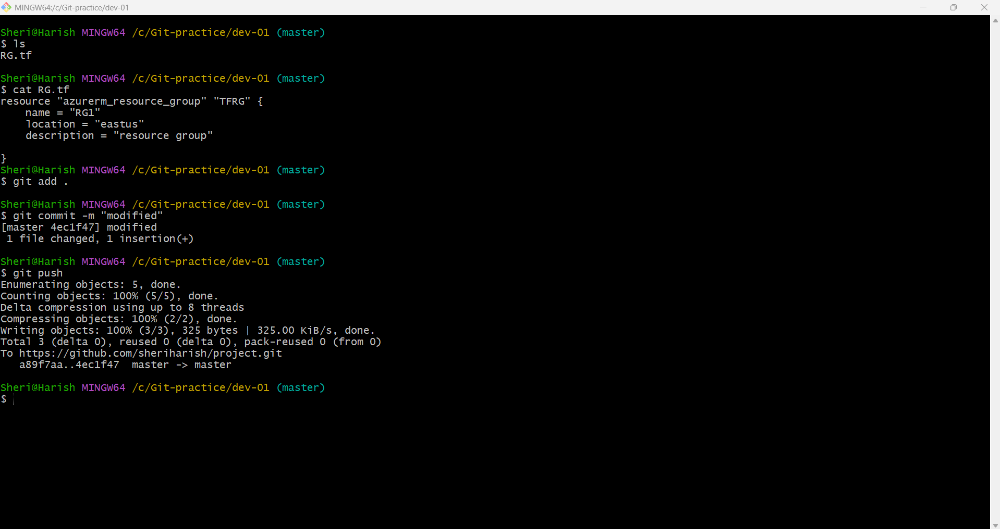 MINGW64:/c/Git-practice/dev-01
Sheri@Harish MINGW64 /c/Git-practice/dev-01 (master)
$ ls
RG.tf
Sheri@Harish MINGW64 /c/Git-practice/dev-01 (master)
$ cat RG.tf
resource "azurerm_resource_group" "TFRG" {
    name = "RG1"
    location = "eastus"
    description = "resource group"
}
Sheri@Harish MINGW64 /c/Git-practice/dev-01 (master)
$ git add .
Sheri@Harish MINGW64 /c/Git-practice/dev-01 (master)
$ git commit -m "modified"
[master 4ec1f47] modified
 1 file changed, 1 insertion(+)
Sheri@Harish MINGW64 /c/Git-practice/dev-01 (master)
$ git push
Enumerating objects: 5, done.
Counting objects: 100% (5/5), done.
Delta compression using up to 8 threads
Compressing objects: 100% (2/2), done.
Writing objects: 100% (3/3), 325 bytes | 325.00 KiB/s, done.
Total 3 (delta 0), reused 0 (delta 0), pack-reused 0 (from 0)
To https://github.com/sheriharish/project.git
   a89f7aa..4ec1f47  master -> master
Sheri@Harish MINGW64 /c/Git-practice/dev-01 (master)
$